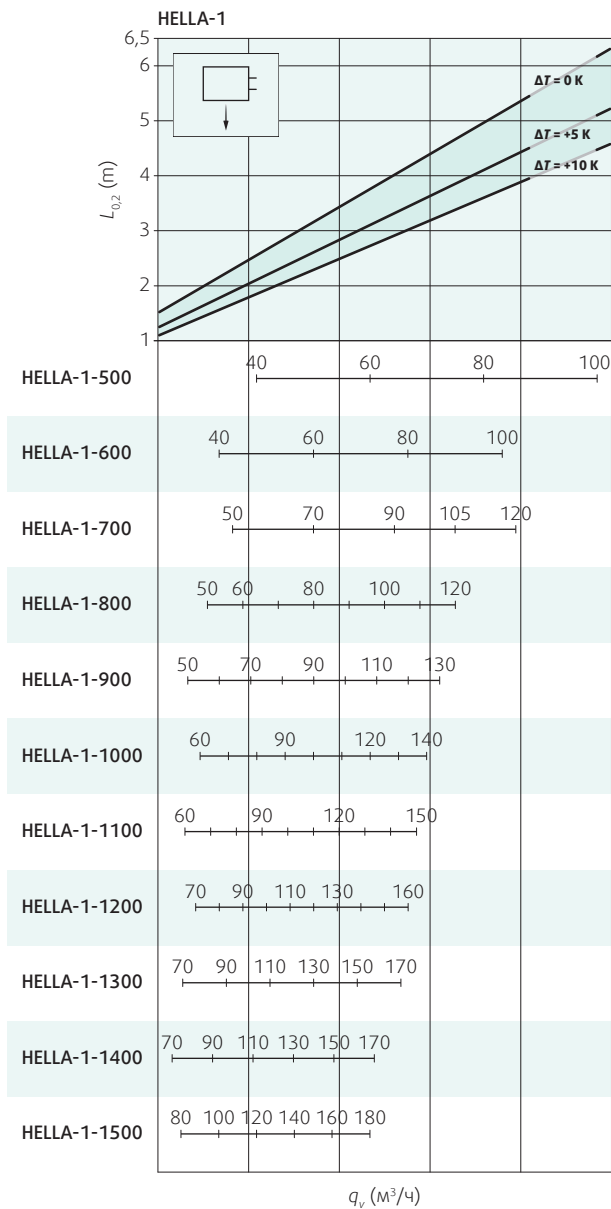 HELLA-1
6,5
6
5
4
3
2
1
L0,2 (m)
ΔT = 0 K
ΔT = +5 K
ΔT = +10 K
HELLA-1-500
40 60 80 100
HELLA-1-600
40 60 80 100
HELLA-1-700
50 70 90 105 120
HELLA-1-800
50 60 80 100 120
HELLA-1-900
50 70 90 110 130
HELLA-1-1000
60 90 120 140
HELLA-1-1100
60 90 120 150
HELLA-1-1200
70 90 110 130 160
HELLA-1-1300
70 90 110 130 150 170
HELLA-1-1400
70 90 110 130 150 170
HELLA-1-1500
80 100 120 140 160 180
qv (м³/ч)